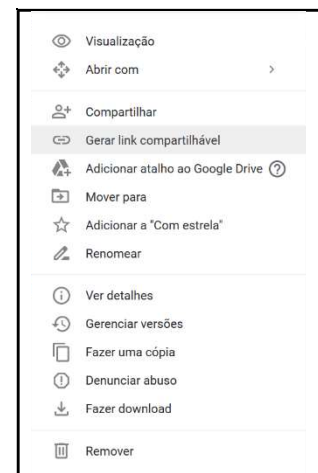 Visualização
Abrir com
Compartilhar
Gerar link compartilhável
Adicionar atalho ao Google Drive ?
Mover para
Adicionar a "Com estrela"
Renomear
Ver detalhes
Gerenciar versões
Fazer uma cópia
Denunciar abuso
Fazer download
Remover